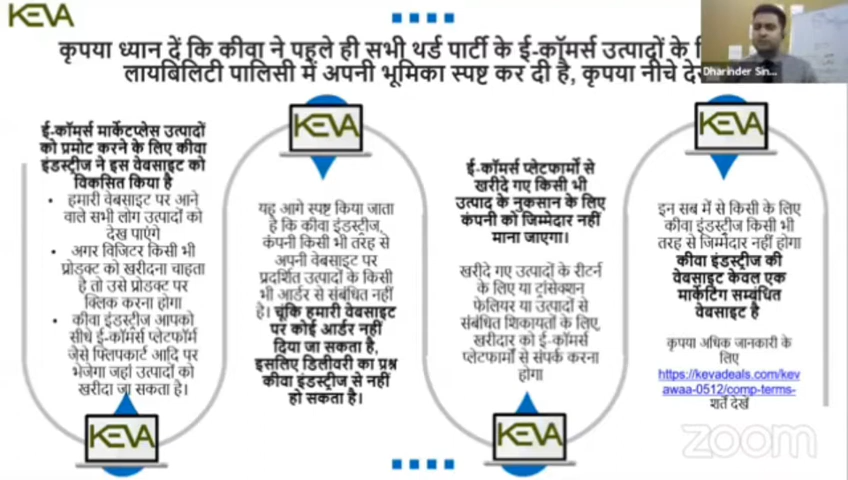 KEVA
कृपया ध्यान दें कि कीवा ने पहले ही सभी थर्ड पार्टी के ई-कॉमर्स उत्पादों के
लायबिलिटी पालिसी में अपनी भूमिका स्पष्ट कर दी है, कृपया नीचे
Dharinder Sin...
ई-कॉमर्स मार्केटप्लेस उत्पादों
को प्रमोट करने के लिए कीवा
इंडस्ट्रीज ने इस वेबसाइट को
विकसित किया है
• हमारी वेबसाइट पर आने
वाले सभी लोग उत्पादों को
देख पाएंगे
• अगर विजिटर किसी भी
प्रोडक्ट को खरीदना चाहता
है तो उसे प्रोडक्ट पर
क्लिक करना होगा
• कीवा इंडस्ट्रीज आपको
सीधे ई-कॉमर्स प्लेटफॉर्म
जैसे फ्लिपकार्ट आदि पर
भेजेगा जहां उत्पादों को
खरीदा जा सकता है।
KEVA
KEVA
यह आगे स्पष्ट किया जाता
है कि कीवा इंडस्ट्रीज,
कंपनी किसी भी तरह से
अपनी वेबसाइट पर
प्रदर्शित उत्पादों के किसी
भी आर्डर से संबंधित नहीं
है। चूंकि हमारी वेबसाइट
पर कोई आर्डर नहीं
दिया जा सकता है,
इसलिए डिलीवरी का प्रश्न
कीवा इंडस्ट्रीज से नहीं
हो सकता है।
ई-कॉमर्स प्लेटफार्मों से
खरीदे गए किसी भी
उत्पाद के नुकसान के लिए
कंपनी को जिम्मेदार नहीं
माना जाएगा।
खरीदे गए उत्पादों के रीटर्न
के लिए या ट्रांसेक्शन
फेलियर या उत्पादों से
संबंधित शिकायतों के लिए,
खरीदार को ई-कॉमर्स
प्लेटफार्मों से संपर्क करना
होगा
KEVA
KEVA
इन सब में से किसी के लिए
कीवा इंडस्ट्रीज किसी भी
तरह से जिम्मेदार नहीं होगा
कीवा इंडस्ट्रीज की
वेबसाइट केवल एक
मार्केटिंग सम्बंधित
वेबसाइट है
कृपया अधिक जानकारी के
लिए
https://kevadeals.com/kev
awaa-0512/comp-terms-
शर्तें देखें
zoom